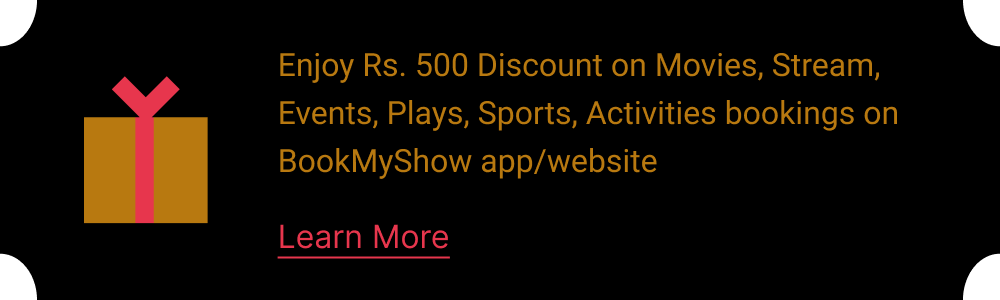 Enjoy Rs. 500 Discount on Movies, Stream,
Events, Plays, Sports, Activities bookings on
BookMyShow app/website
Learn More